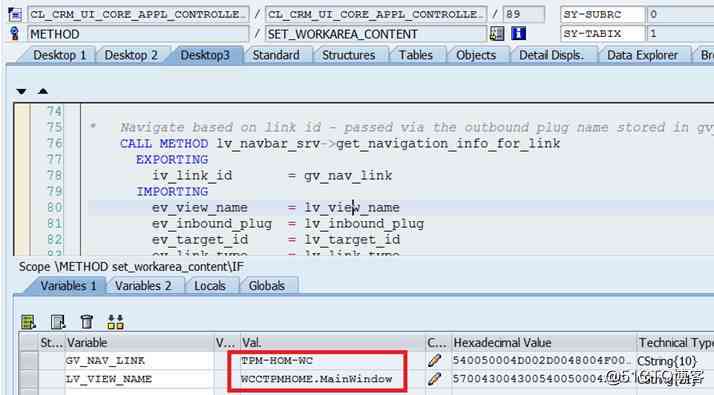 CL_CRM_UI_CORE_APPL_CONTROLLE... / CL_CRM_UI_CORE_APPL_CONTROLLE... / 89 SY-SUBRC 0
METHOD / SET_WORKAREA_CONTENT SY-TABIX 1
Desktop 1 Desktop 2 Desktop3 Standard Structures Tables Objects Detail Displ. Data Explorer
74
75 * Navigate based on link id - passed via the outbound plug name stored in gv
76 CALL METHOD lv_navbar_srv->get_navigation_info_for_link
77 EXPORTING
78 iv_link_id = gv_nav_link
79 IMPORTING
80 ev_view_name = lv_view_name
81 ev_inbound_plug = lv_inbound_plug
82 ev_target_id = lv_target_id
83 ev_link_type = lv_link_type
Scope \METHOD set_workarea_content\IF
Variables 1 Variables 2 Locals Globals
St... Variable V... Val. C... Hexadecimal Value Technical Type
GV_NAV_LINK TPM-HOM-WC 540050004D002D0048004F00... CString{10}
LV_VIEW_NAME WCCTPMHOME.MainWindow
@51CTO博客